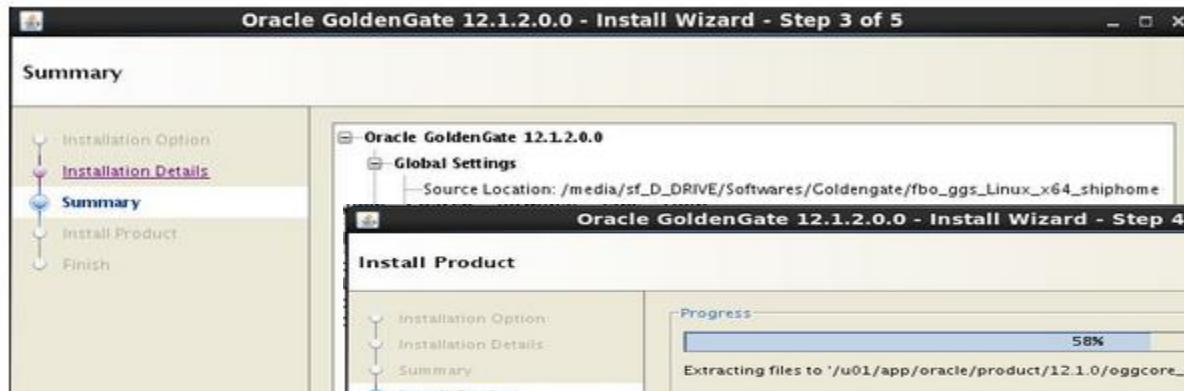 Oracle GoldenGate 12.1.2.0.0 - Install Wizard - Step 3 of 5
Summary
Installation Option
Installation Details
Summary
Install Product
Finish
Oracle GoldenGate 12.1.2.0.0
Global Settings
Source Location: /media/sf_D_DRIVE/Softwares/Goldengate/fbo_ggs_Linux_x64_shiphome
Oracle GoldenGate 12.1.2.0.0 - Install Wizard - Step 4
Install Product
Installation Option
Installation Details
Summary
Progress
58%
Extracting files to '/u01/app/oracle/product/12.1.0/oggcore_